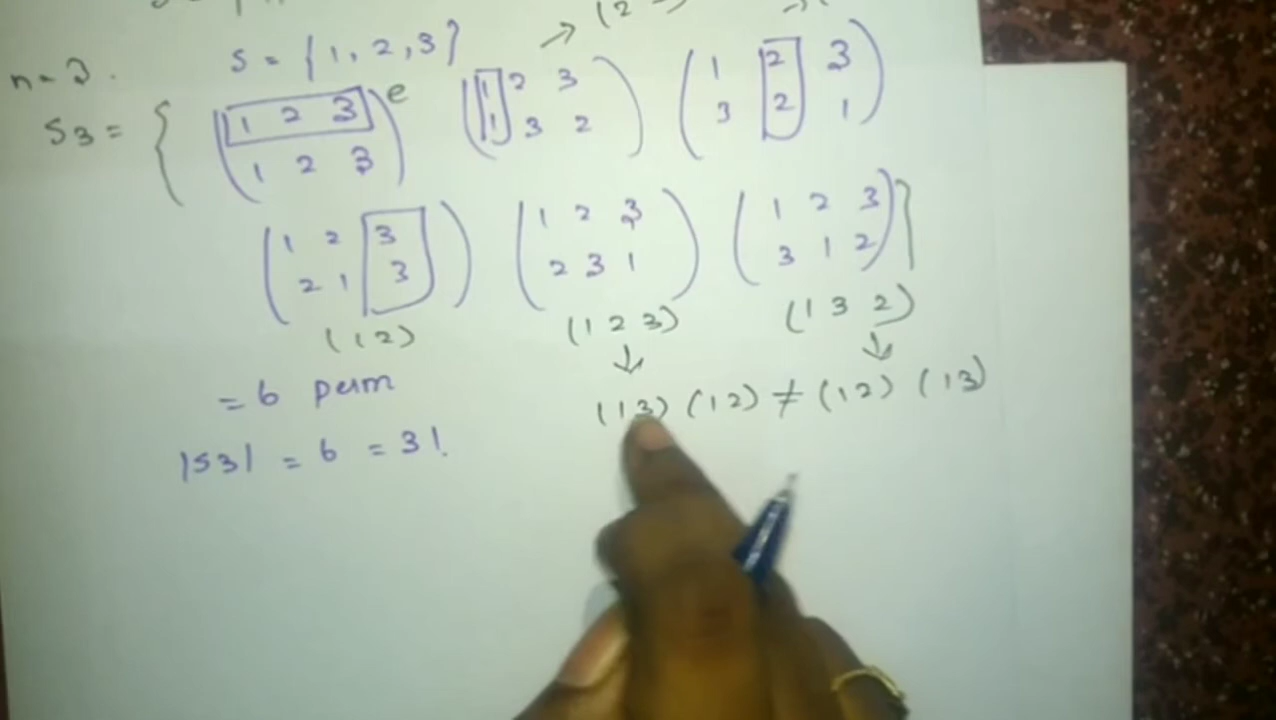 (2
n = 3. S = {1, 2, 3} →
S3 = { ( 1 2 3 ) e ( 1 2 3 ) ( 1 2 3 )
( 1 2 3 ) ( 1 3 2 ) ( 3 2 1 )
( 1 2 3 ) ( 1 2 3 ) ( 1 2 3 ) }
( 2 1 3 ) ( 2 3 1 ) ( 3 1 2 )
(1 2) (1 2 3) (1 3 2)
↓ ↓
= 6 perm (1 3) (1 2) ≠ (1 2) (1 3)
|S3| = 6 = 3!.